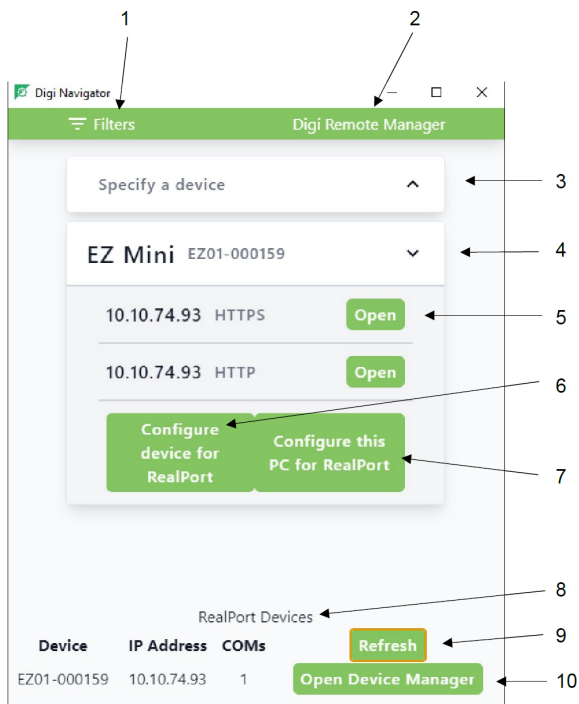 1
2
Digi Navigator
Filters
Digi Remote Manager
Specify a device
3
EZ Mini EZ01-000159
4
10.10.74.93 HTTPS Open
5
10.10.74.93 HTTP Open
6
Configure
device for
RealPort
Configure this
PC for RealPort
7
RealPort Devices
8
Device IP Address COMs Refresh
9
EZ01-000159 10.10.74.93 1 Open Device Manager
10